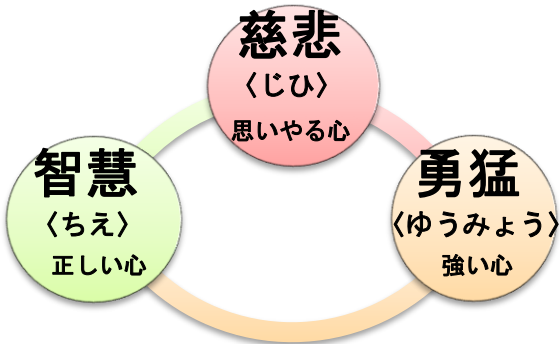 慈悲
〈じひ〉
思いやる心
智慧
〈ちえ〉
正しい心
勇猛
〈ゆうみょう〉
強い心